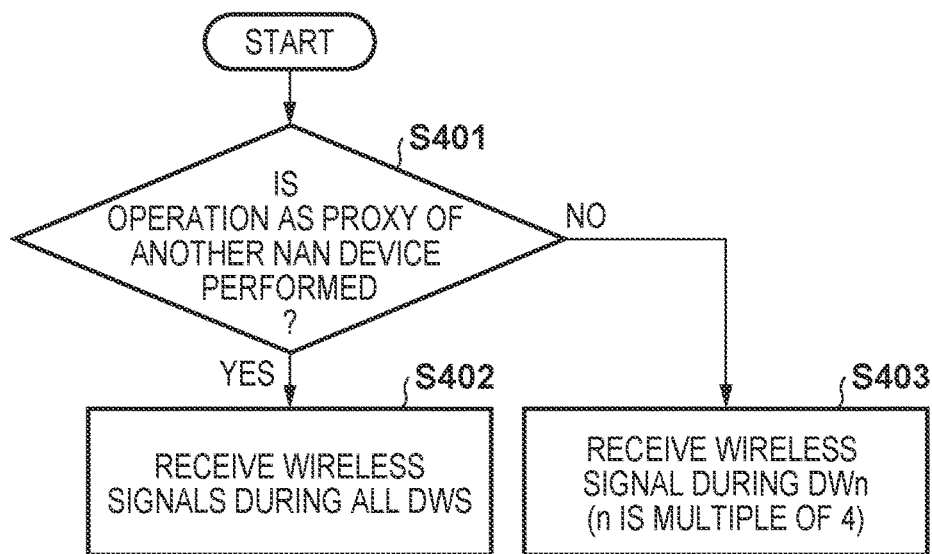 START
S401
IS
OPERATION AS PROXY OF
ANOTHER NAN DEVICE
PERFORMED
?
NO
YES
S402
RECEIVE WIRELESS
SIGNALS DURING ALL DWS
S403
RECEIVE WIRELESS
SIGNAL DURING DWn
(n IS MULTIPLE OF 4)